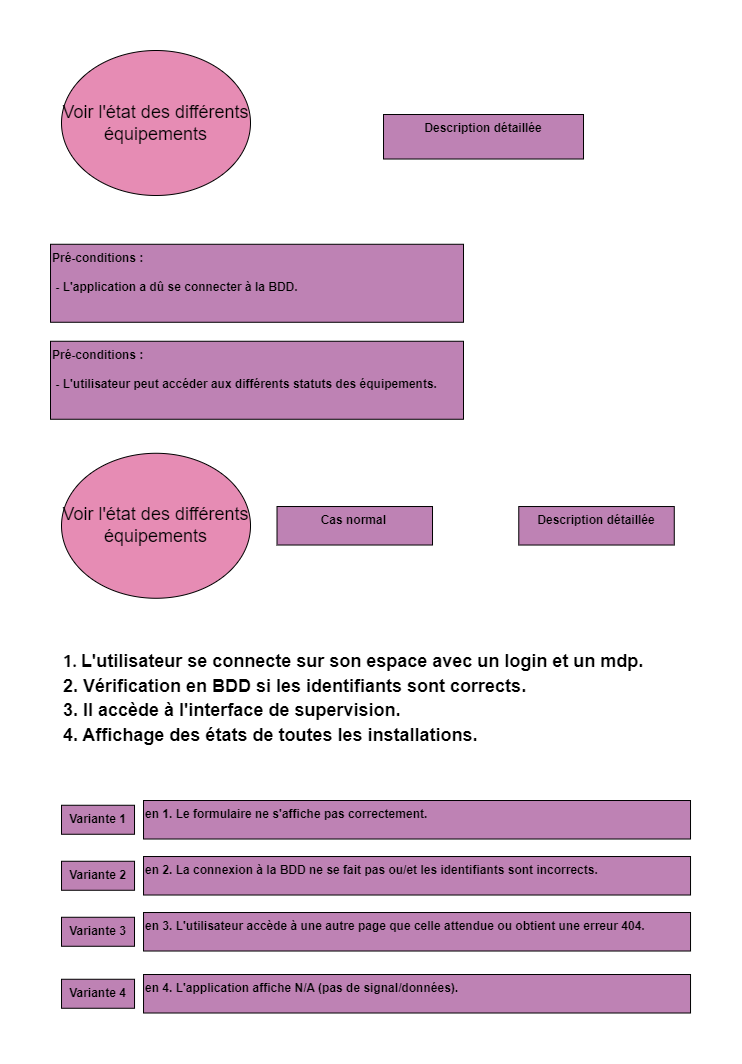 Voir l'état des différents
équipements
Description détaillée
Pré-conditions :
- L'application a dû se connecter à la BDD.
Pré-conditions :
- L'utilisateur peut accéder aux différents statuts des équipements.
Voir l'état des différents
équipements
Cas normal
Description détaillée
1. L'utilisateur se connecte sur son espace avec un login et un mdp.
2. Vérification en BDD si les identifiants sont corrects.
3. Il accède à l'interface de supervision.
4. Affichage des états de toutes les installations.
Variante 1
en 1. Le formulaire ne s'affiche pas correctement.
Variante 2
en 2. La connexion à la BDD ne se fait pas ou/et les identifiants sont incorrects.
Variante 3
en 3. L'utilisateur accède à une autre page que celle attendue ou obtient une erreur 404.
Variante 4
en 4. L'application affiche N/A (pas de signal/données).